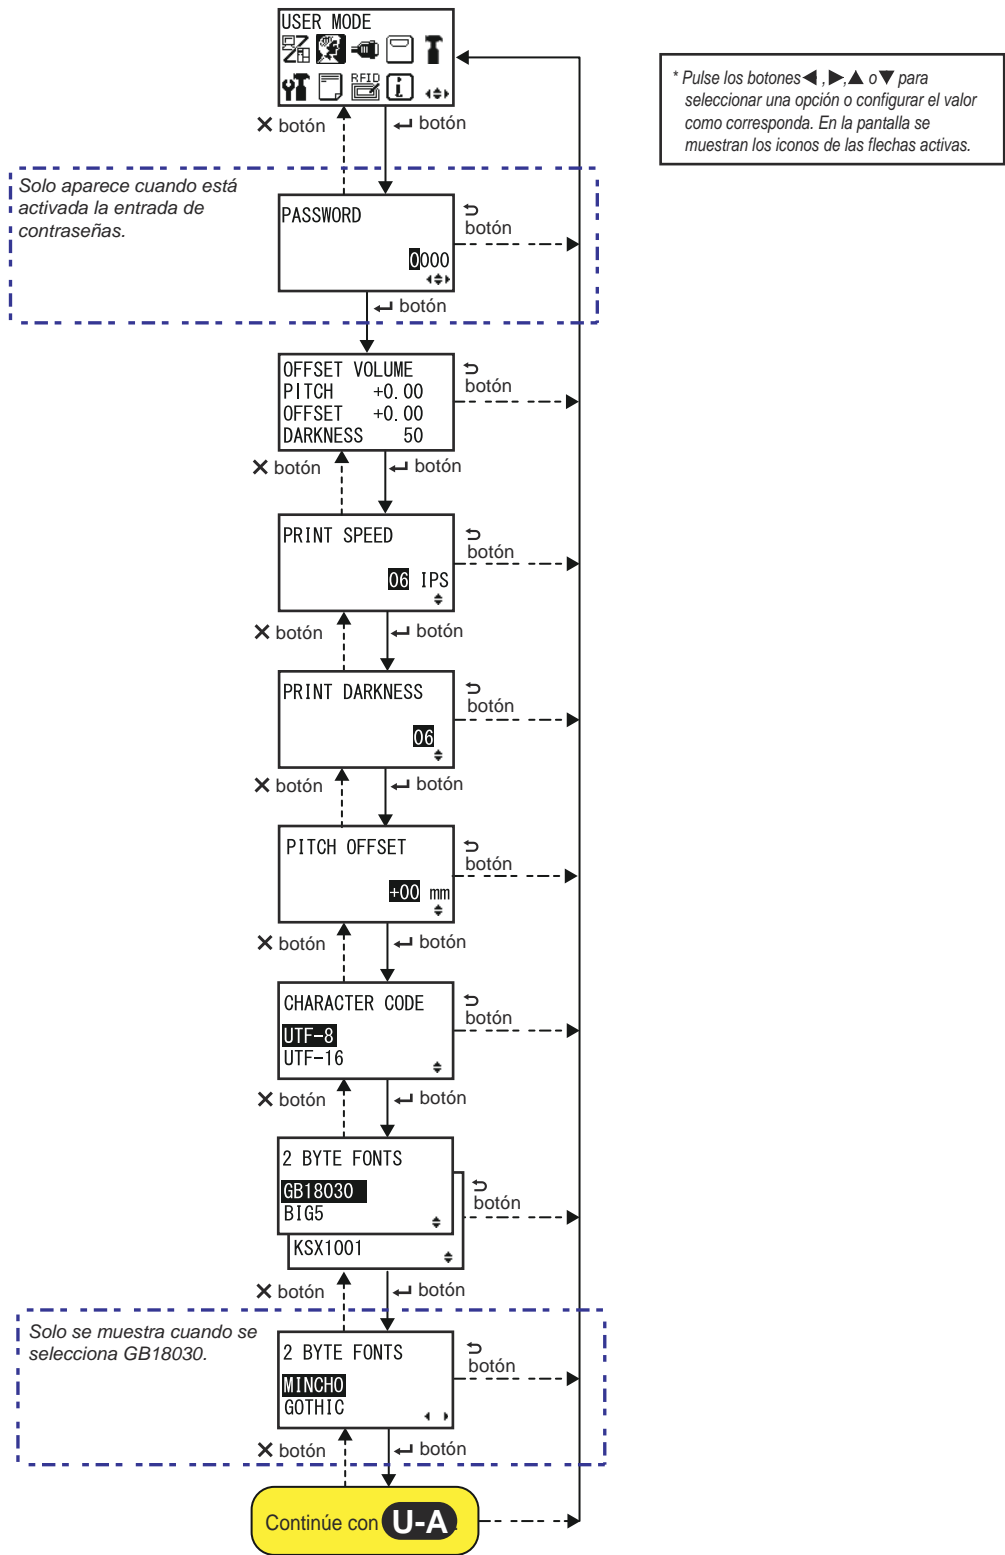 USER MODE
RFID
i
botón
botón
* Pulse los botones ◀ , ▶, ▲ o ▼ para
seleccionar una opción o configurar el valor
como corresponda. En la pantalla se
muestran los iconos de las flechas activas.
Solo aparece cuando está
activada la entrada de
contraseñas.
PASSWORD
0000
botón
botón
OFFSET VOLUME
PITCH +0.00
OFFSET +0.00
DARKNESS 50
botón
botón
botón
PRINT SPEED
06 IPS
botón
botón
botón
PRINT DARKNESS
06
botón
botón
botón
PITCH OFFSET
+00 mm
botón
botón
botón
CHARACTER CODE
UTF-8
UTF-16
botón
botón
botón
2 BYTE FONTS
GB18030
BIG5
KSX1001
botón
botón
botón
Solo se muestra cuando se
selecciona GB18030.
2 BYTE FONTS
MINCHO
GOTHIC
botón
botón
botón
Continúe con U-A.